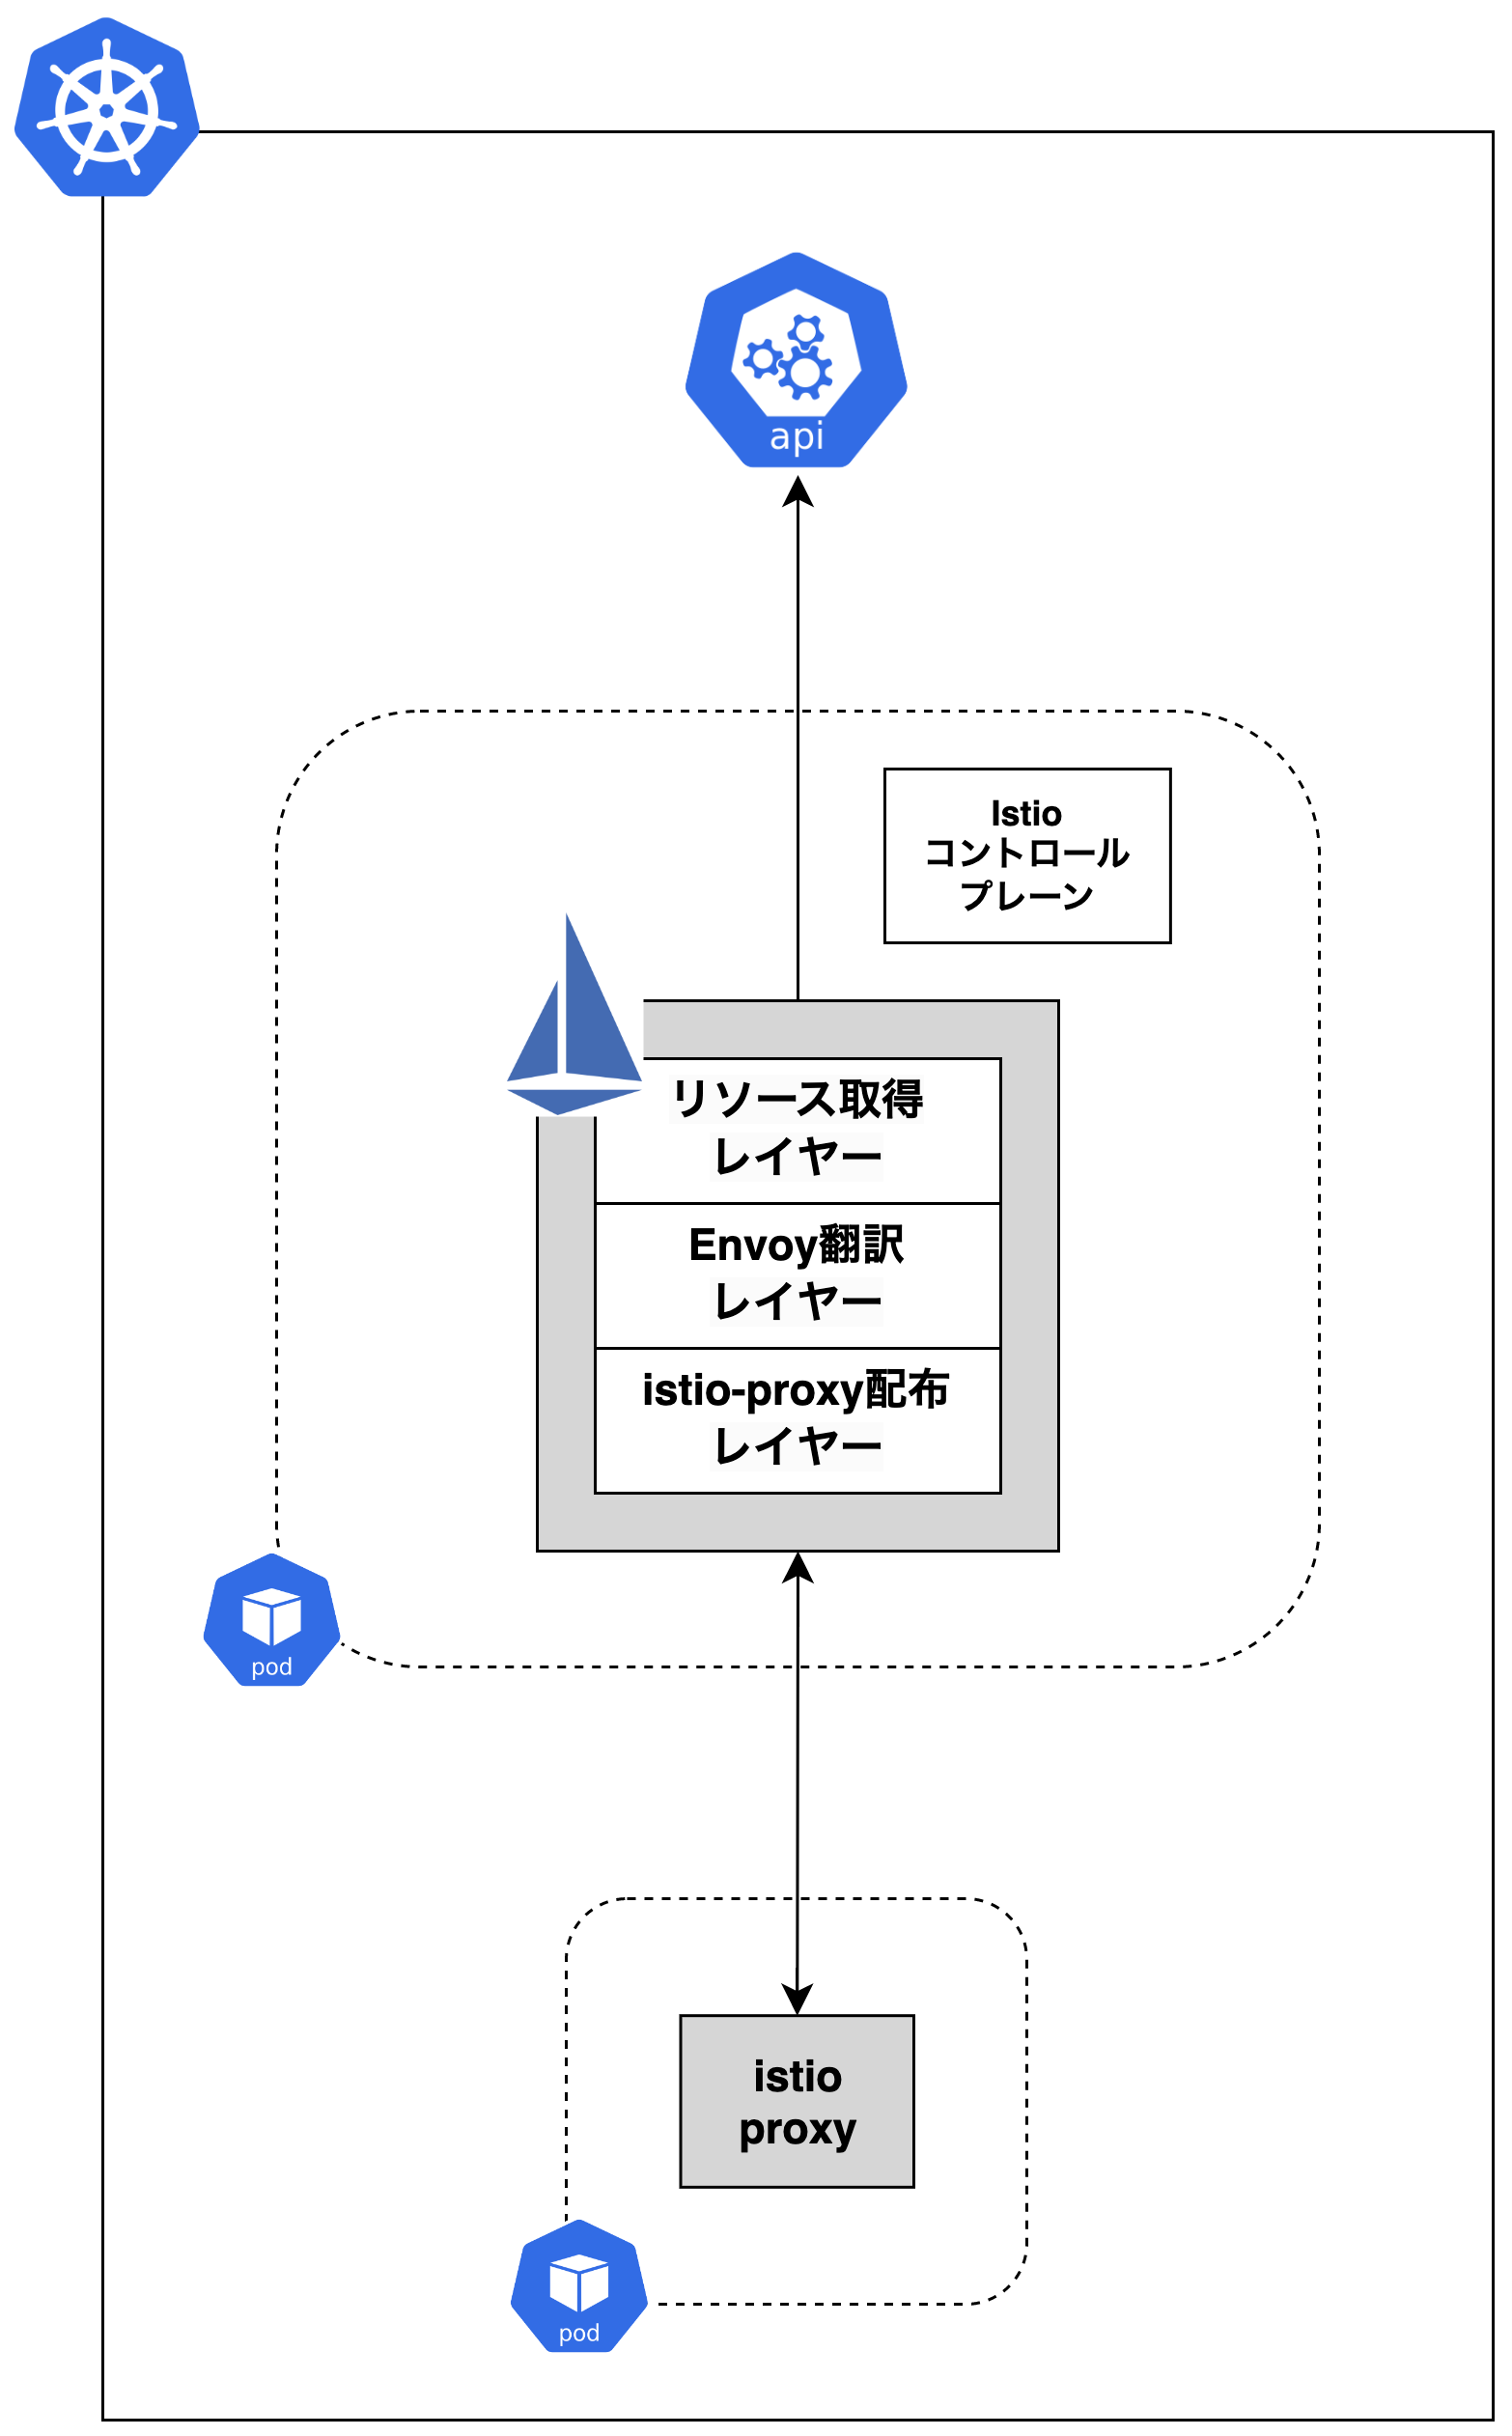 api
Istio
コントロール
プレーン
リソース取得
レイヤー
Envoy翻訳
レイヤー
istio-proxy配布
レイヤー
pod
istio
proxy
pod